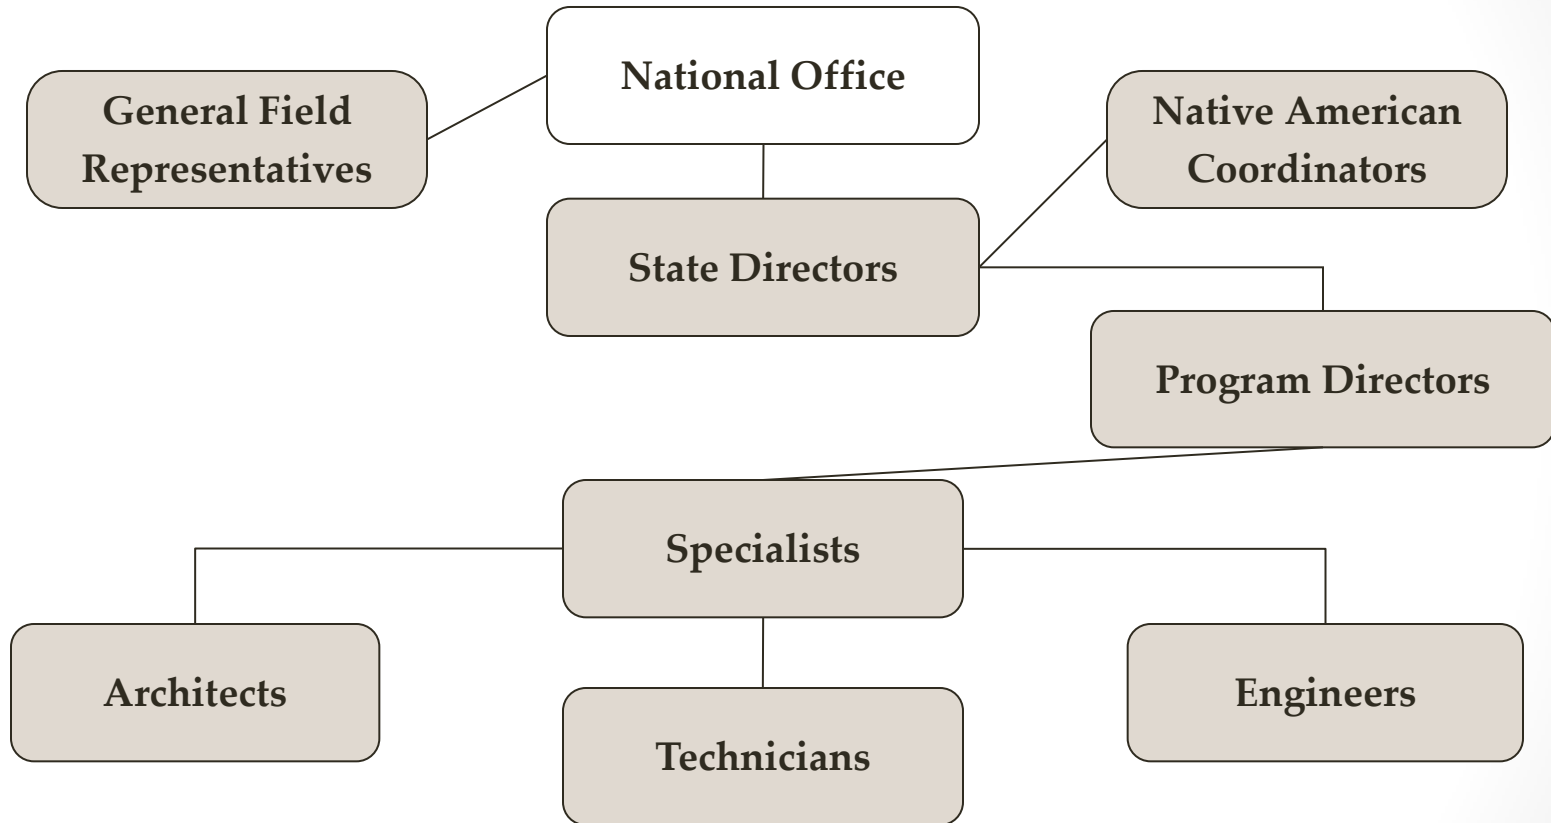 National Office
General Field
Representatives
Native American
Coordinators
State Directors
Program Directors
Specialists
Architects
Engineers
Technicians